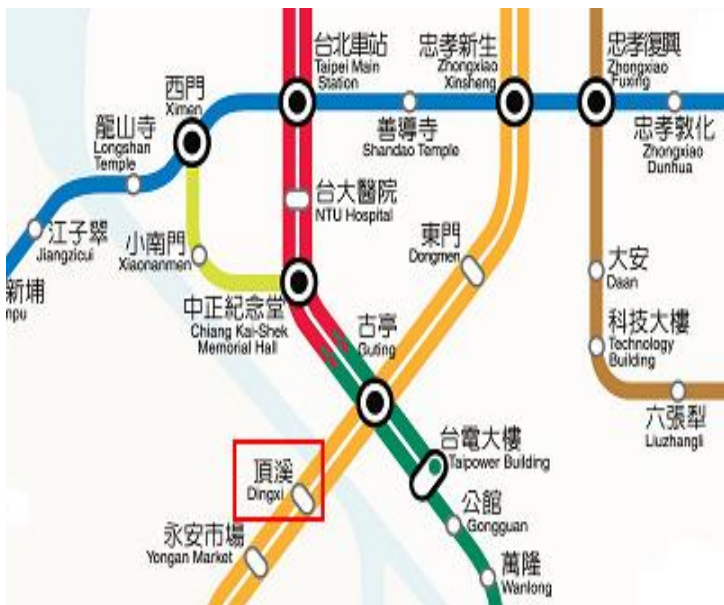 台北車站
Taipei Main
Station
忠孝新生
Zhongxiao
Xinsheng
忠孝復興
Zhongxiao
Fuxing
西門
Ximen
龍山寺
Longshan
Temple
善導寺
Shandao Temple
忠孝敦化
Zhongxiao
Dunhua
江子翠
Jiangzicui
新埔
npu
小南門
Xiaonanmen
台大醫院
NTU Hospital
東門
Dongmen
大安
Daan
中正紀念堂
Chiang Kai-Shek
Memorial Hall
古亭
Guting
科技大樓
Technology
Building
六張犁
Liuzhangli
台電大樓
Taipower Building
頂溪
Dingxi
公館
Gongguan
永安市場
Yongan Market
萬隆
Wanlong